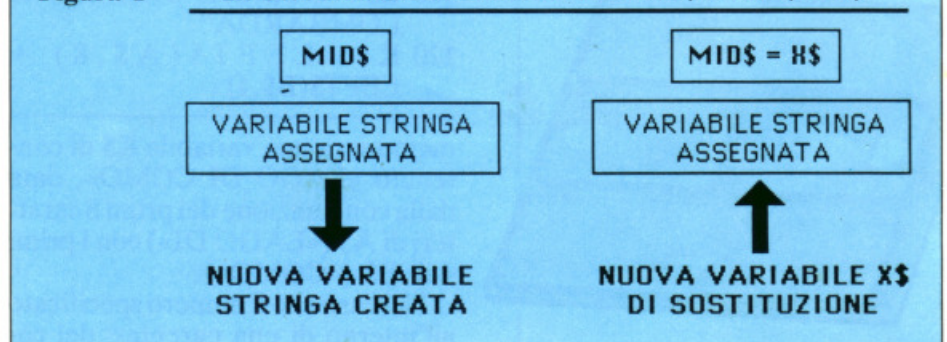 MID$
MID$ = X$
VARIABILE STRINGA
ASSEGNATA
VARIABILE STRINGA
ASSEGNATA
NUOVA VARIABILE
STRINGA CREATA
NUOVA VARIABILE X$
DI SOSTITUZIONE